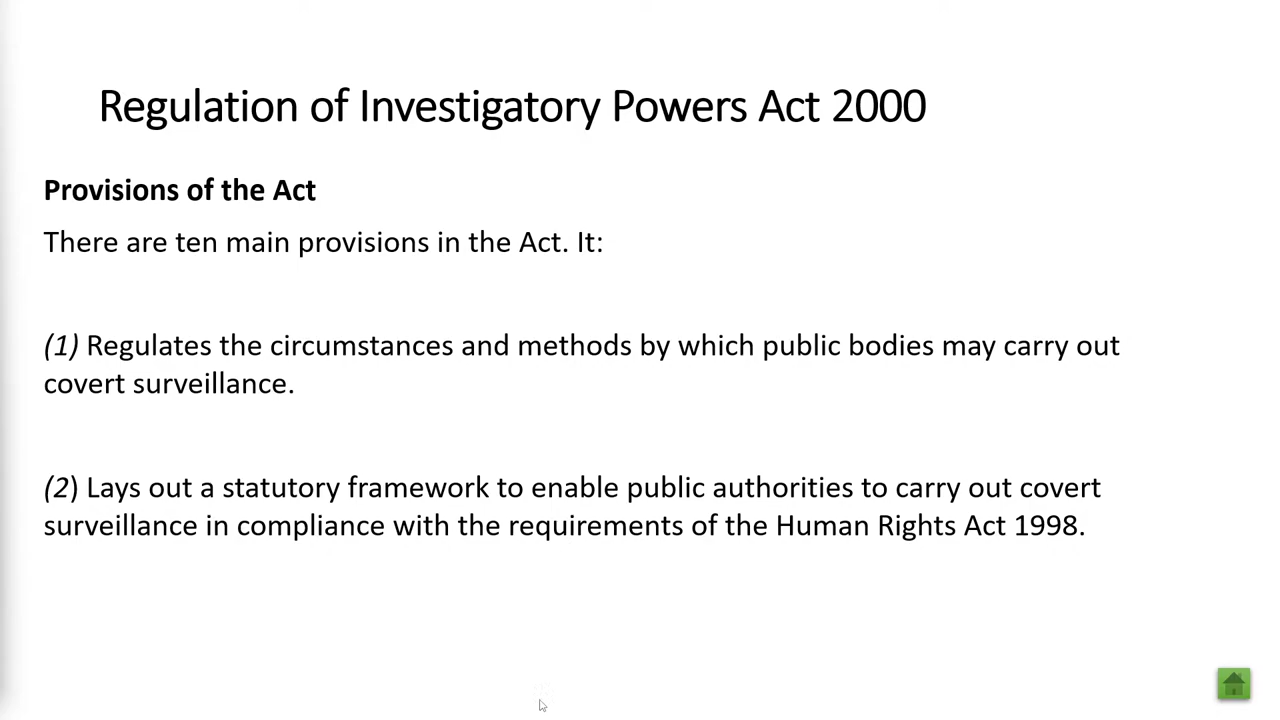 Regulation of Investigatory Powers Act 2000
Provisions of the Act
There are ten main provisions in the Act. It:
(1) Regulates the circumstances and methods by which public bodies may carry out
covert surveillance.
(2) Lays out a statutory framework to enable public authorities to carry out covert
surveillance in compliance with the requirements of the Human Rights Act 1998.